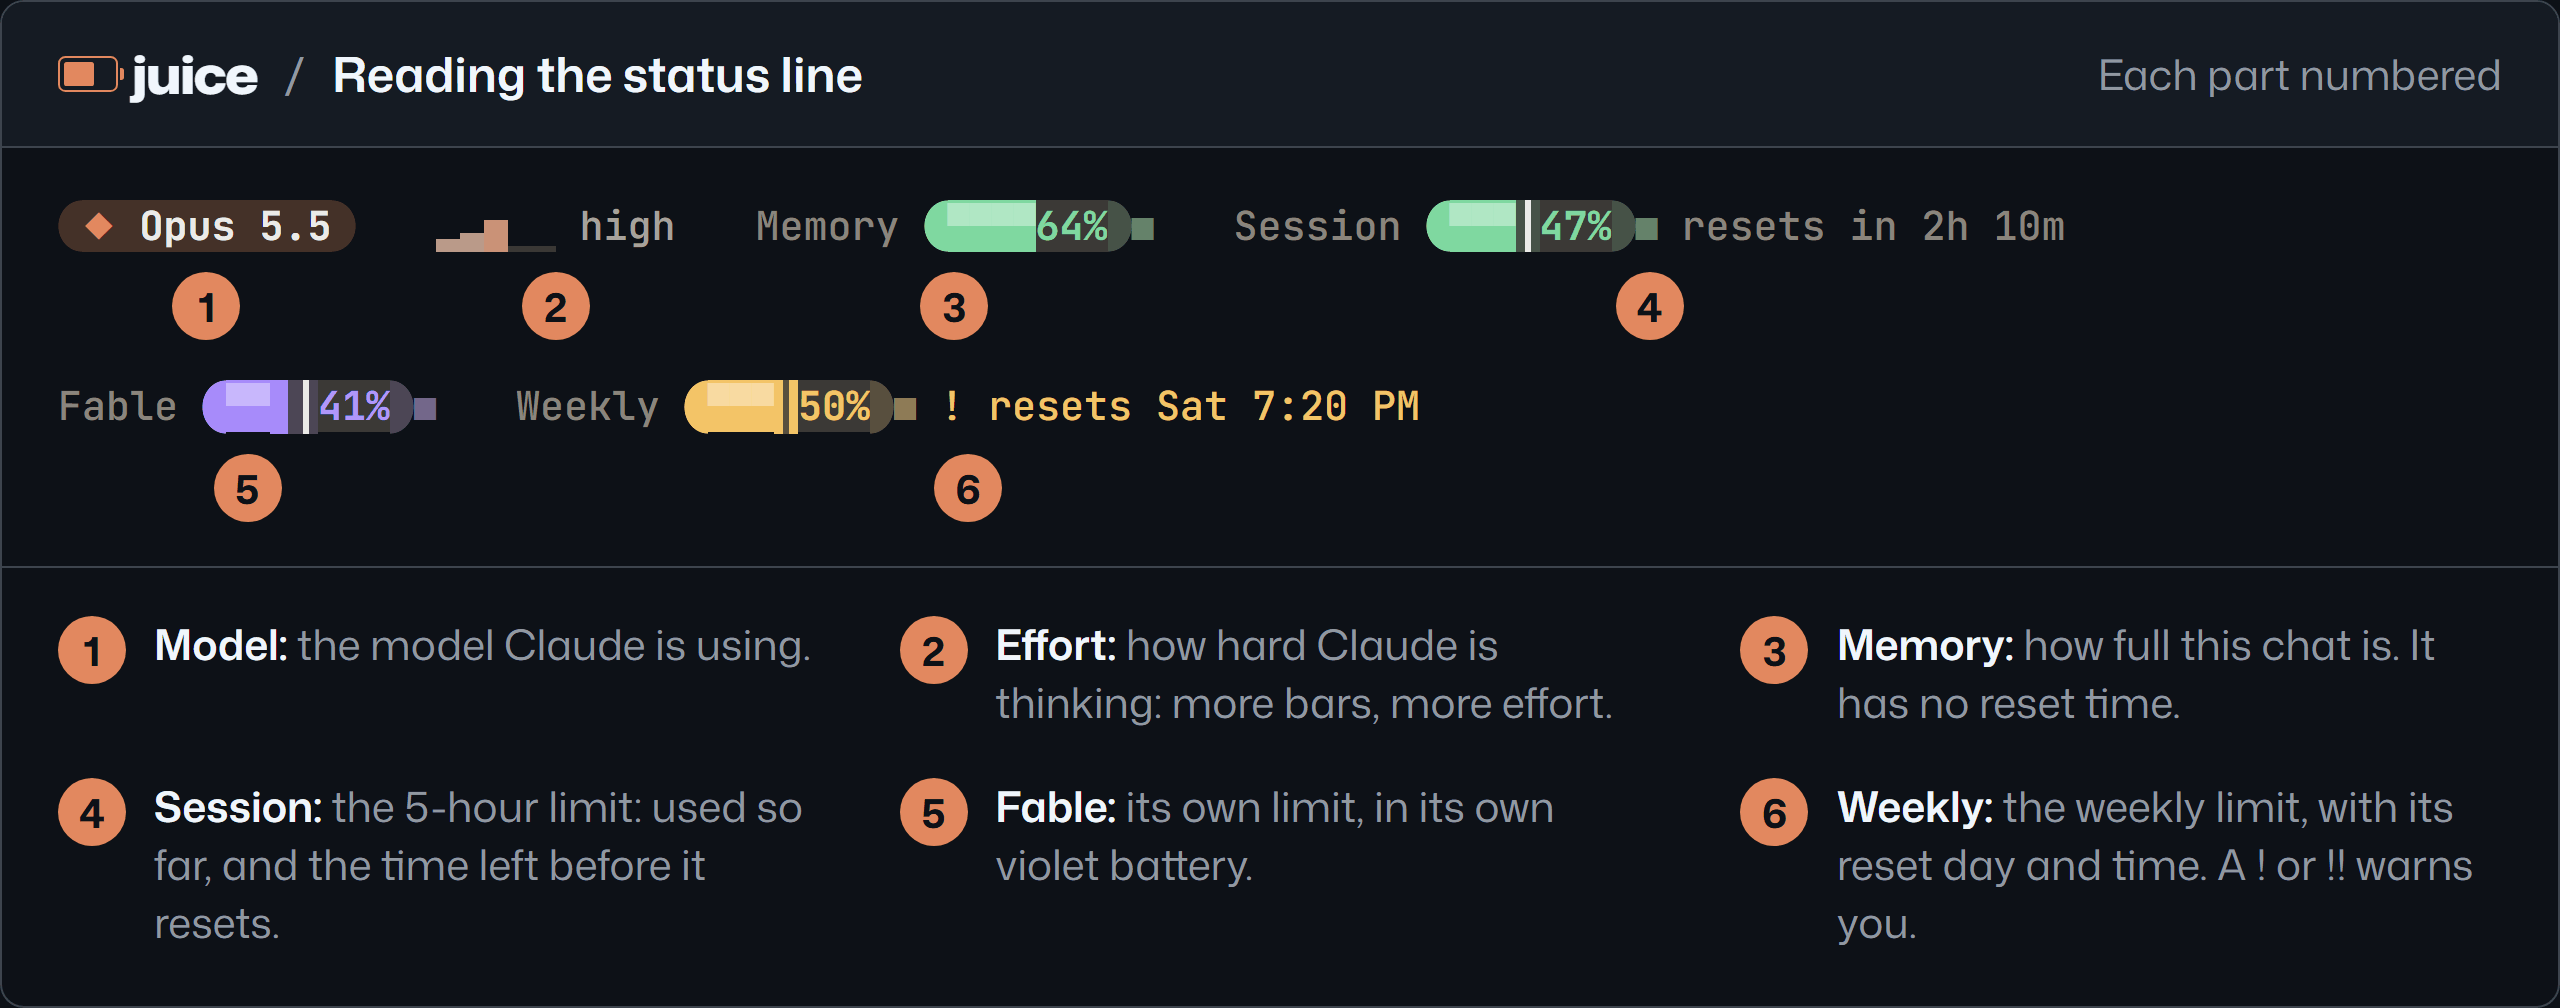 juice / Reading the status line
Each part numbered
◆ Opus 5.5 high Memory 64% Session 47% resets in 2h 10m
1 2 3 4
Fable 41% Weekly 50% ! resets Sat 7:20 PM
5 6
1 Model: the model Claude is using.
2 Effort: how hard Claude is
thinking: more bars, more effort.
3 Memory: how full this chat is. It
has no reset time.
4 Session: the 5-hour limit: used so
far, and the time left before it
resets.
5 Fable: its own limit, in its own
violet battery.
6 Weekly: the weekly limit, with its
reset day and time. A ! or !! warns
you.